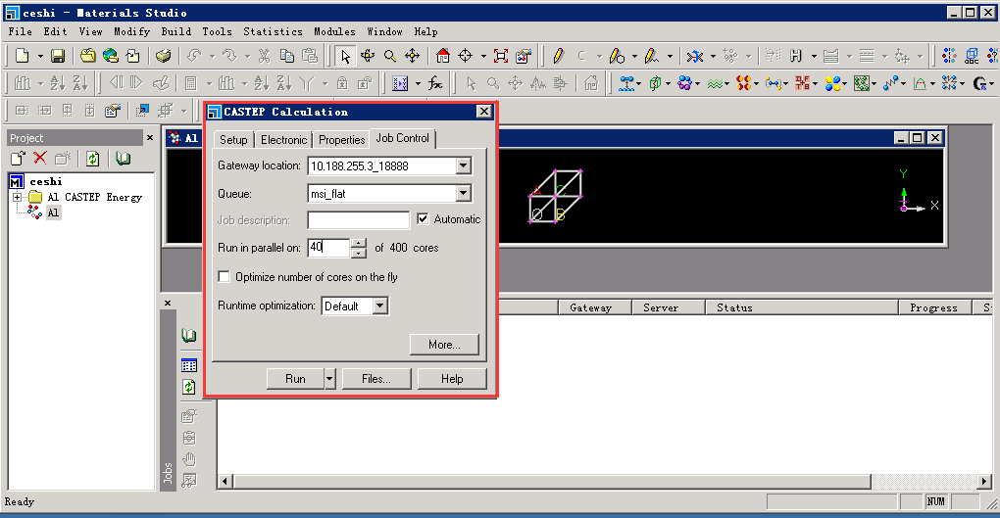 ceshi - Materials Studio
File Edit View Modify Build Tools Statistics Modules Window Help
Project
ceshi
Al CASTEP Energy
Al
Al
CASTEP Calculation
Setup Electronic Properties Job Control
Gateway location: 10.188.255.3_18888
Queue: msi_flat
Job description: Automatic
Run in parallel on: 40 of 400 cores
Optimize number of cores on the fly
Runtime optimization: Default
More...
Run Files... Help
A C
O B
Y
X
Gateway Server Status Progress
Jobs
Ready NUM